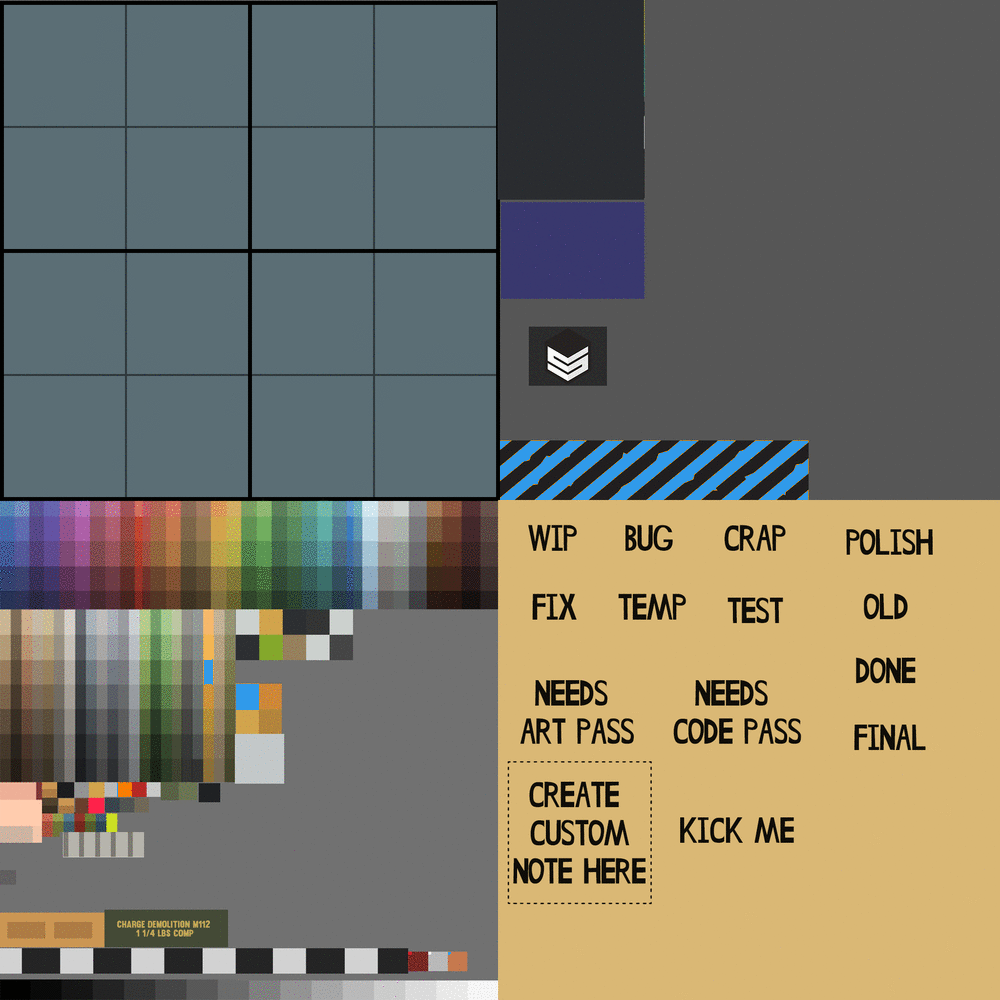 WIP BUG CRAP POLISH
FIX TEMP TEST OLD
DONE
NEEDS
ART PASS
NEEDS
CODE PASS
FINAL
CREATE
CUSTOM
NOTE HERE
KICK ME
CHARGE DEMOLITION M112
1 1/4 LBS COMP